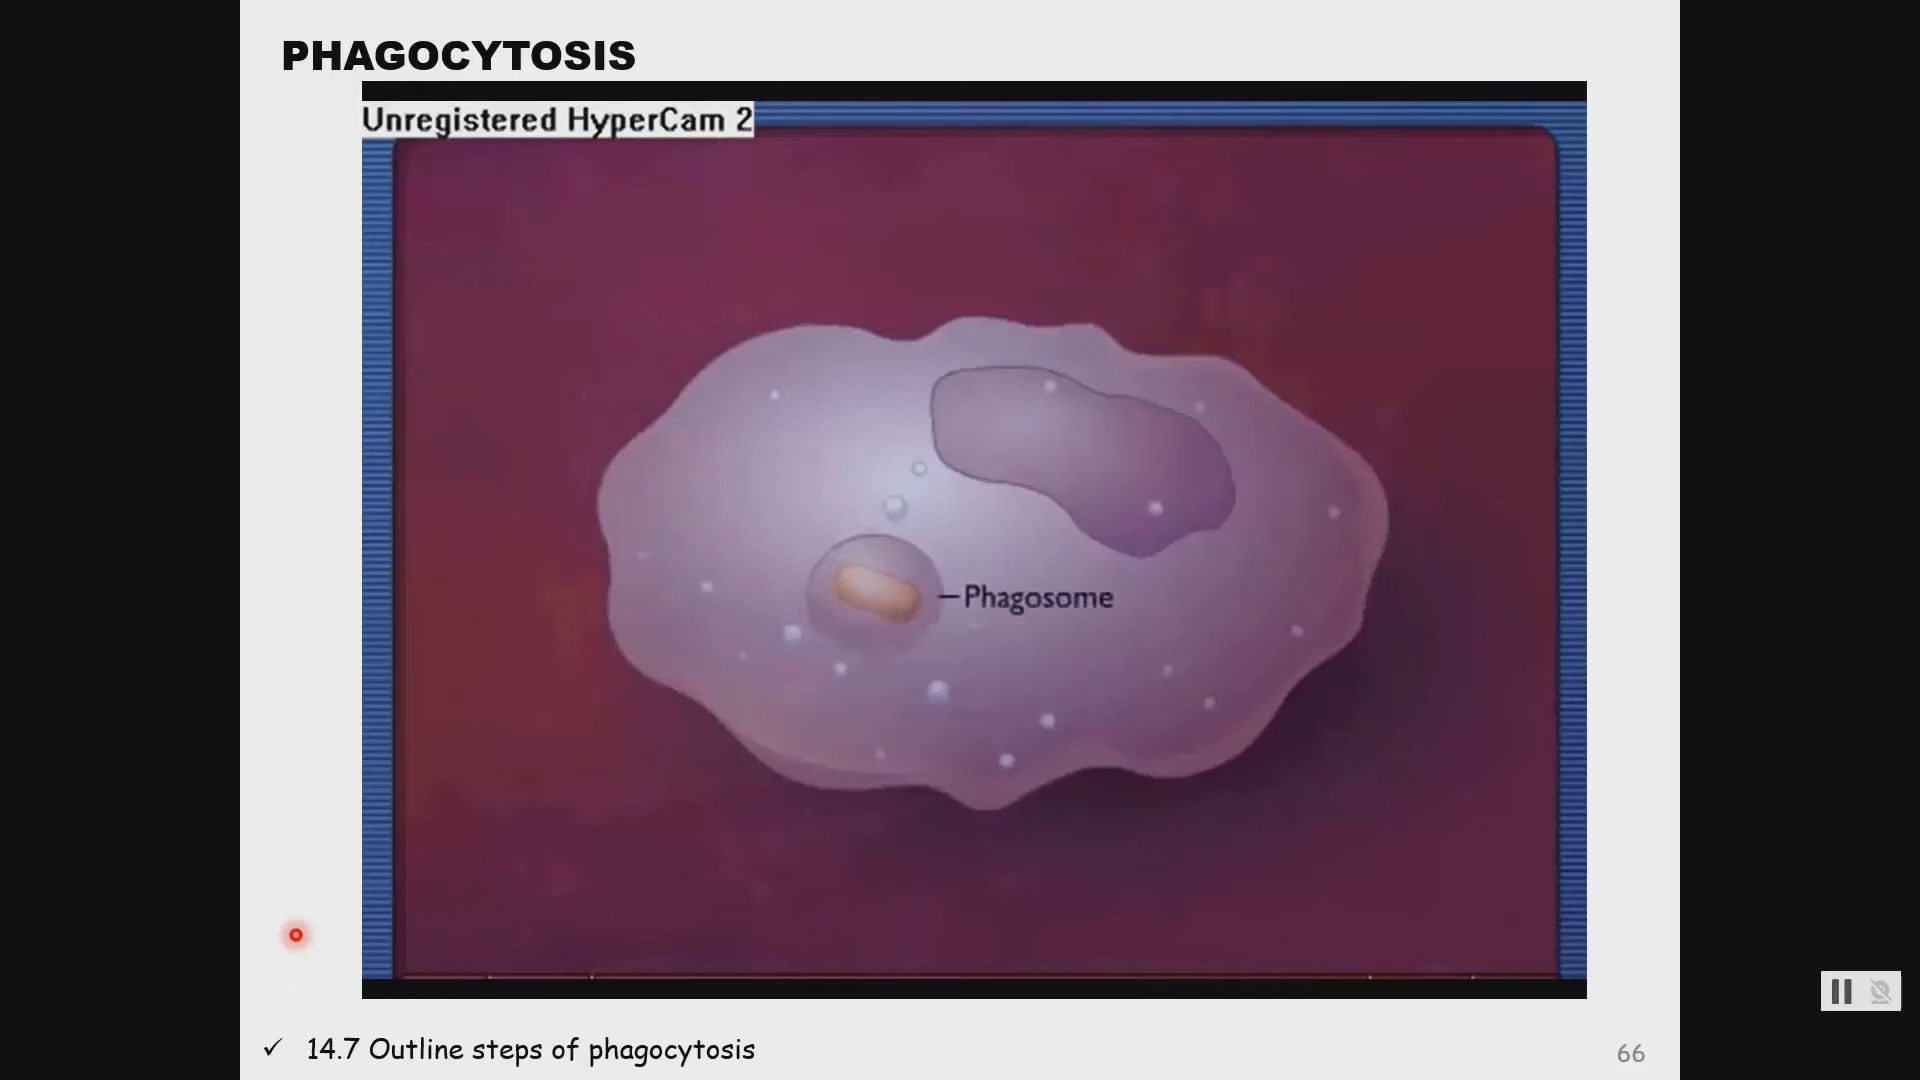 PHAGOCYTOSIS
Unregistered HyperCam 2
Phagosome
✓ 14.7 Outline steps of phagocytosis
66